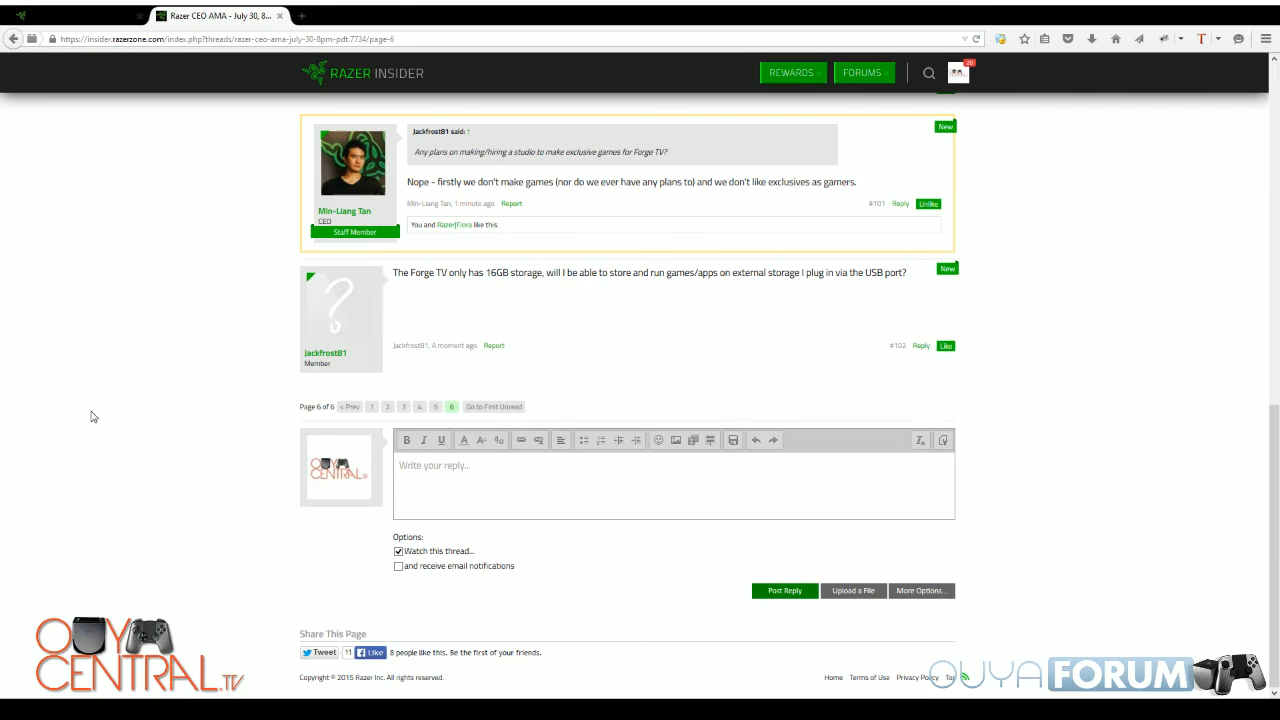 Razer CEO AMA - July 30, 8...
https://insider.razerzone.com/index.php?threads/razer-ceo-ama-july-30-8pm-pdt.7734/page-6
T
RAZER INSIDER
REWARDS
FORUMS
20
Jackfrost81 said: ↑
New
Any plans on making/hiring a studio to make exclusive games for Forge TV?
Nope - firstly we don't make games (nor do we ever have any plans to) and we don't like exclusives as gamers.
Min-Liang Tan
CEO
Staff Member
Min-Liang Tan, 1 minute ago Report
#101 Reply Unlike
You and Razer|Flora like this.
The Forge TV only has 16GB storage, will I be able to store and run games/apps on external storage I plug in via the USB port?
New
Jackfrost81
Member
Jackfrost81, A moment ago Report
#102 Reply Like
Page 6 of 6 < Prev 1 2 3 4 5 6 Go to First Unread
B I U A
OUYA
CENTRAL.TV
Write your reply...
Options:
Watch this thread...
and receive email notifications
Post Reply Upload a File More Options...
Share This Page
Tweet 11 Like 8 people like this. Be the first of your friends.
Copyright © 2015 Razer Inc. All rights reserved.
Home Terms of Use Privacy Policy Top
OUYA
CENTRAL.TV
OUYAFORUM